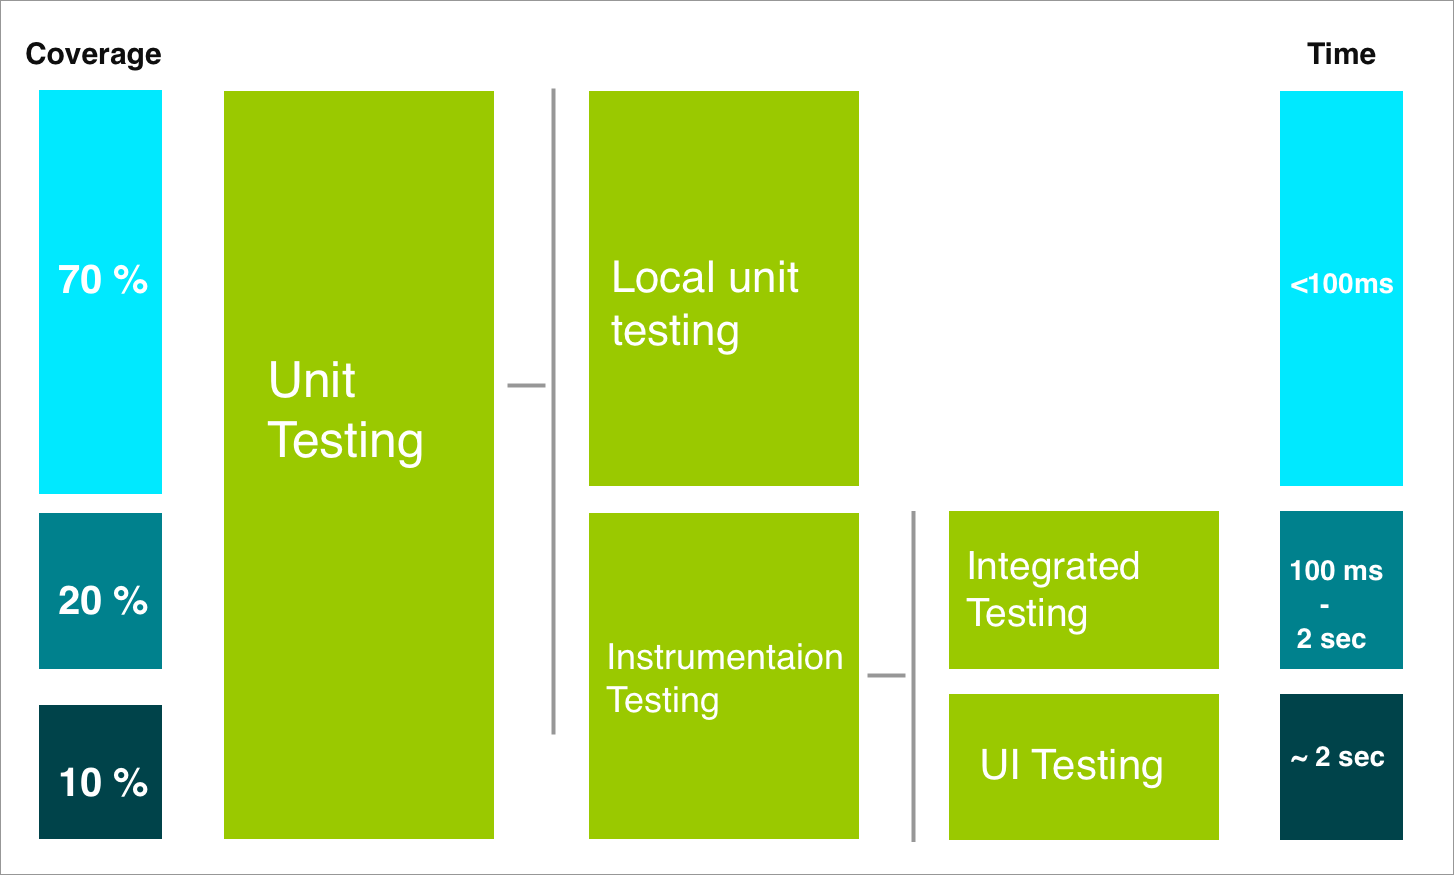 Coverage
Time
70 %
Unit
Testing
Local unit
testing
<100ms
20 %
Instrumentaion
Testing
Integrated
Testing
100 ms
-
2 sec
10 %
UI Testing
~ 2 sec